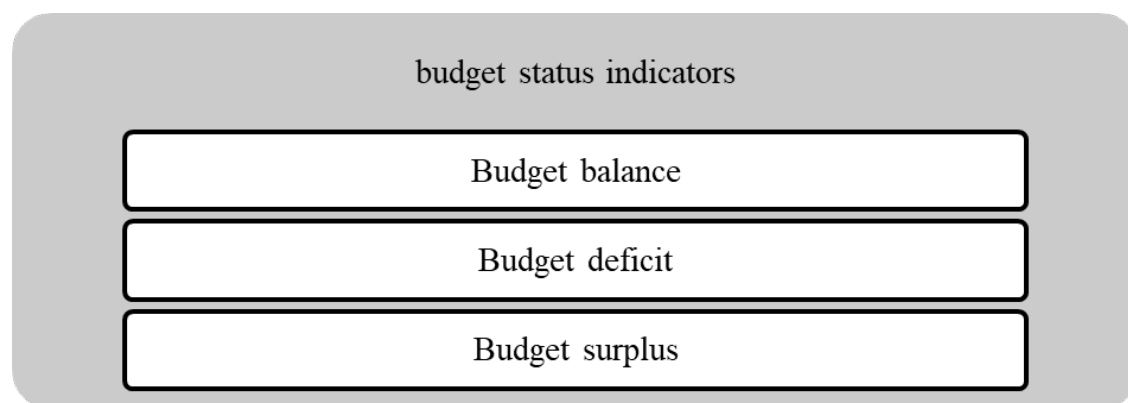 budget status indicators
Budget balance
Budget deficit
Budget surplus